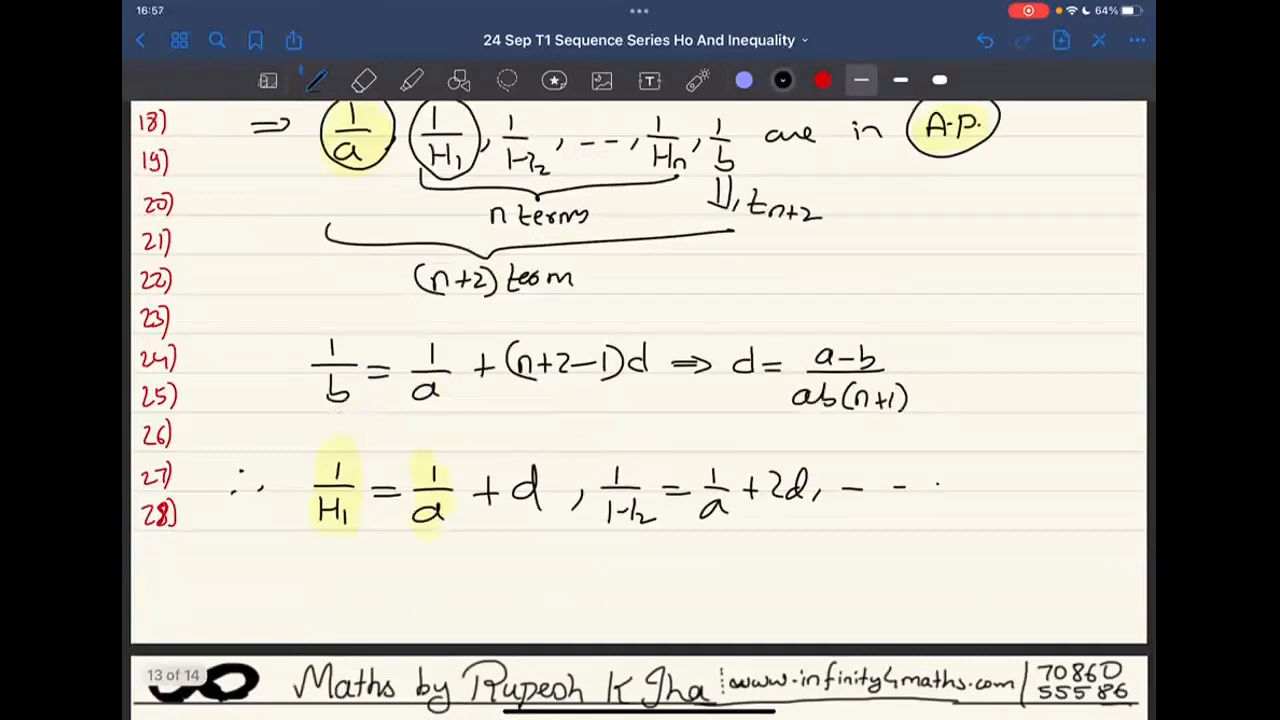 16:57
64%
24 Sep T1 Sequence Series Ho And Inequality
18) ⇒ 1/a, 1/H₁, 1/H₂, --, 1/Hₙ, 1/b are in A.P.
19)
20) n terms ⇓, tₙ₊₂
21)
22) (n+2) term
23)
24) 1/b = 1/a + (n+2-1)d ⇒ d = a-b/ab(n+1)
25)
26)
27) ∴ 1/H₁ = 1/a + d, 1/H₂ = 1/a + 2d, - - .
28)
13 of 14
Maths by Rupesh K Jha www.infinity4maths.com / 70860 55586